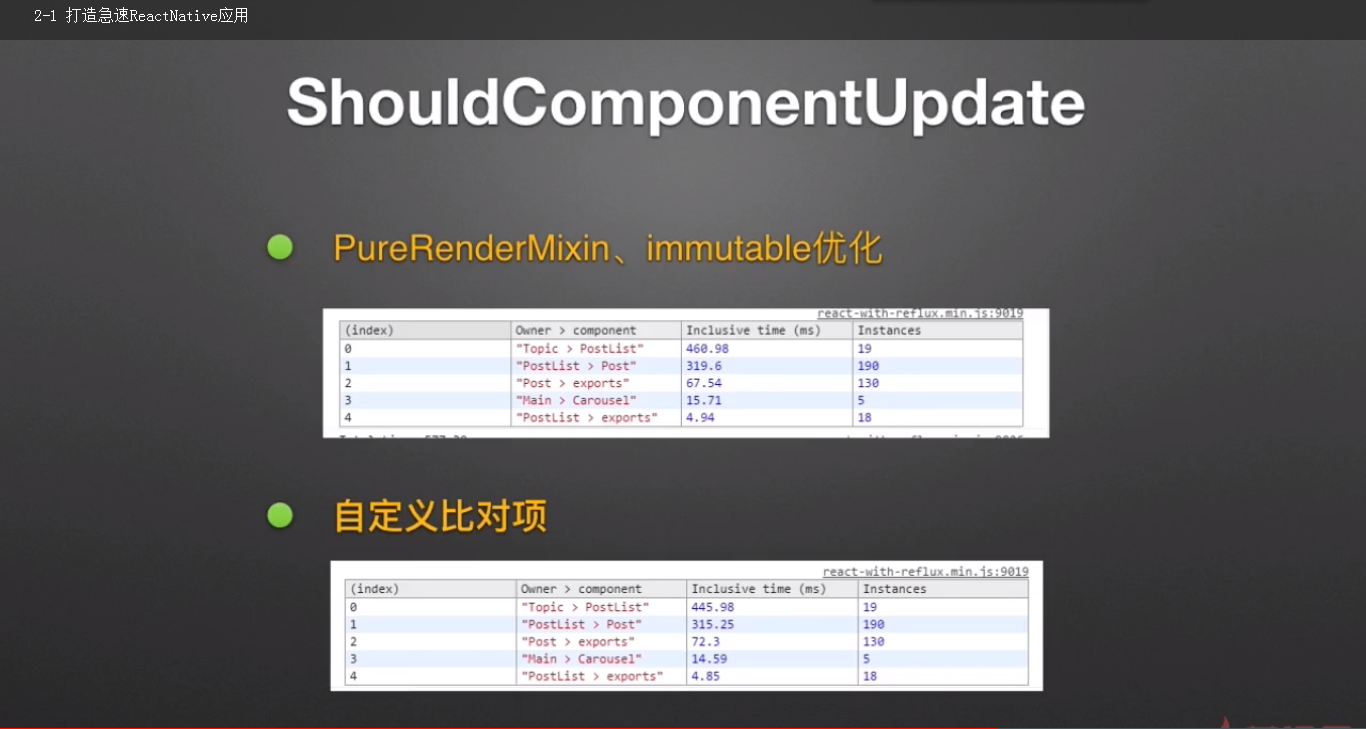 2-1 打造急速ReactNative应用
ShouldComponentUpdate
PureRenderMixin、immutable优化
react-with-reflux.min.js:9019
(index) Owner > component Inclusive time (ms) Instances
0 "Topic > PostList" 460.98 19
1 "PostList > Post" 319.6 190
2 "Post > exports" 67.54 130
3 "Main > Carousel" 15.71 5
4 "PostList > exports" 4.94 18
自定义比对项
react-with-reflux.min.js:9019
(index) Owner > component Inclusive time (ms) Instances
0 "Topic > PostList" 445.98 19
1 "PostList > Post" 315.25 190
2 "Post > exports" 72.3 130
3 "Main > Carousel" 14.59 5
4 "PostList > exports" 4.85 18